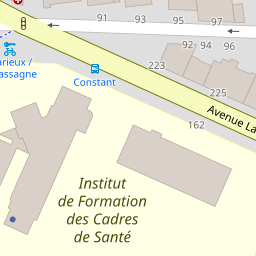 91
93
95
97
92
94
96
arieux /
assagne
Constant
223
225
Avenue La
162
Institut
de Formation
des Cadres
de Santé